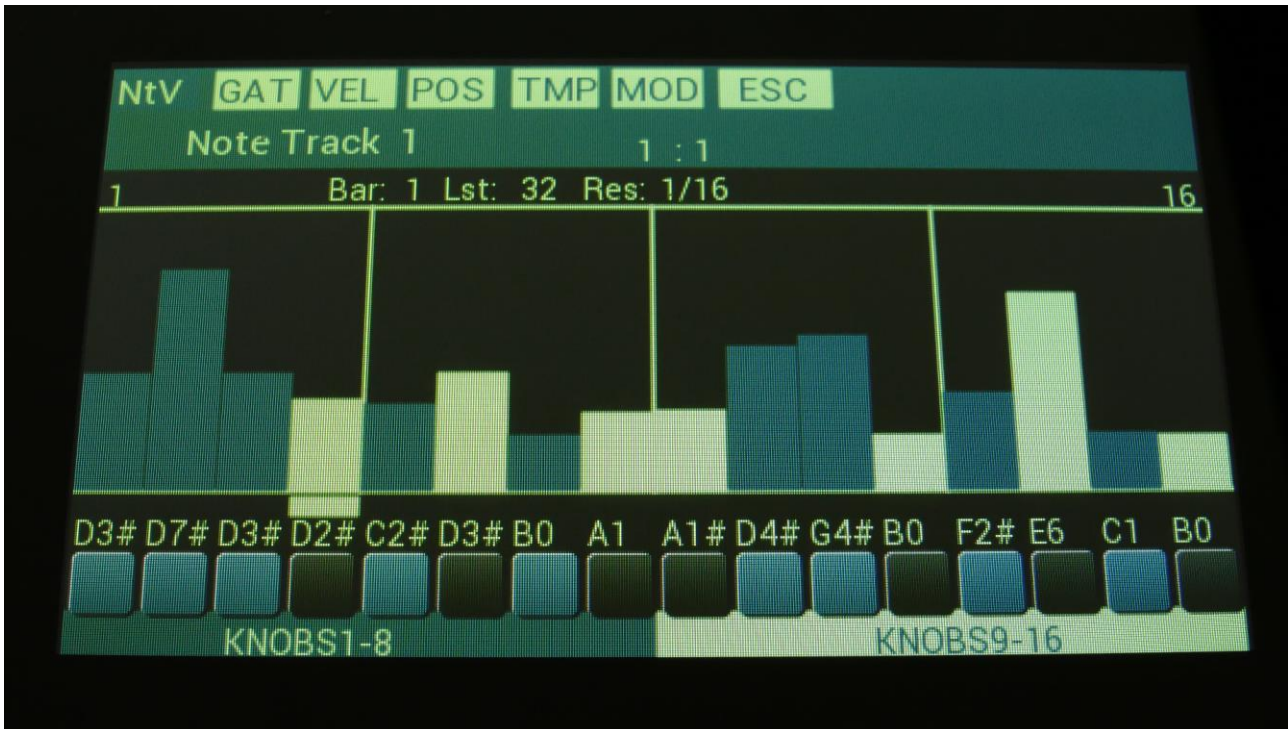 NtV GAT VEL POS TMP MOD ESC
Note Track 1 1 : 1
1 Bar: 1 Lst: 32 Res: 1/16 16
D3# D7# D3# D2# C2# D3# B0 A1 A1# D4# G4# B0 F2# E6 C1 B0
KNOBS1-8 KNOBS9-16